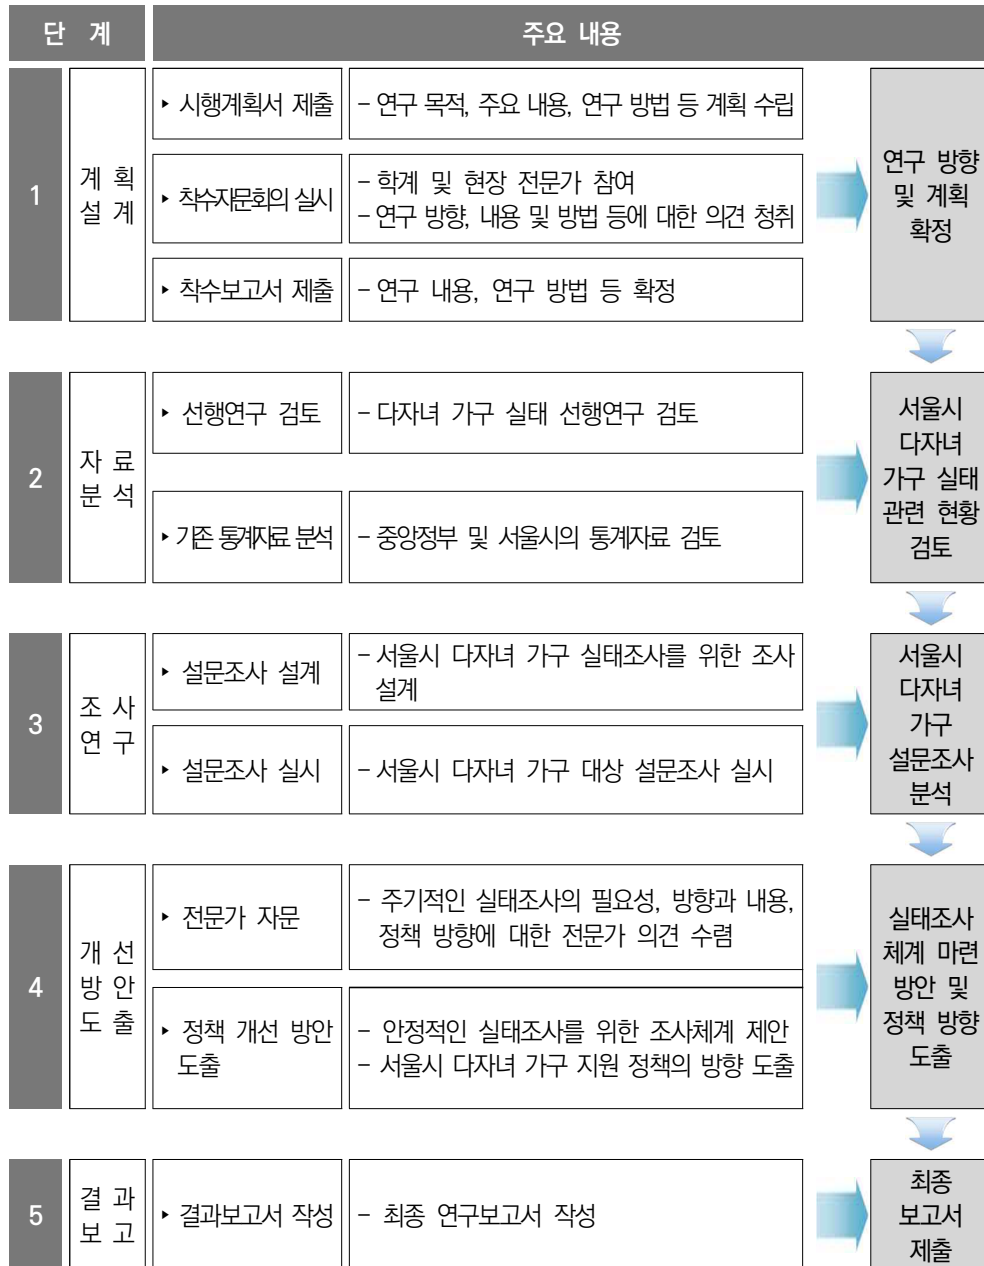 단 계
주요 내용
1
계 획
설 계
‣ 시행계획서 제출
- 연구 목적, 주요 내용, 연구 방법 등 계획 수립
‣ 착수자문회의 실시
- 학계 및 현장 전문가 참여
- 연구 방향, 내용 및 방법 등에 대한 의견 청취
‣ 착수보고서 제출
- 연구 내용, 연구 방법 등 확정
연구 방향
및 계획
확정
2
자 료
분 석
‣ 선행연구 검토
- 다자녀 가구 실태 선행연구 검토
‣ 기존 통계자료 분석
- 중앙정부 및 서울시의 통계자료 검토
서울시
다자녀
가구 실태
관련 현황
검토
3
조 사
연 구
‣ 설문조사 설계
- 서울시 다자녀 가구 실태조사를 위한 조사
설계
‣ 설문조사 실시
- 서울시 다자녀 가구 대상 설문조사 실시
서울시
다자녀
가구
설문조사
분석
4
개 선
방 안
도 출
‣ 전문가 자문
- 주기적인 실태조사의 필요성, 방향과 내용,
정책 방향에 대한 전문가 의견 수렴
‣ 정책 개선 방안
도출
- 안정적인 실태조사를 위한 조사체계 제안
- 서울시 다자녀 가구 지원 정책의 방향 도출
실태조사
체계 마련
방안 및
정책 방향
도출
5
결 과
보 고
‣ 결과보고서 작성
- 최종 연구보고서 작성
최종
보고서
제출